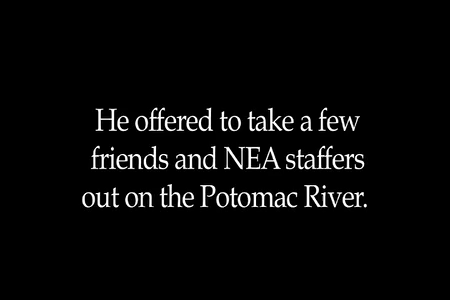 He offered to take a few
friends and NEA staffers
out on the Potomac River.